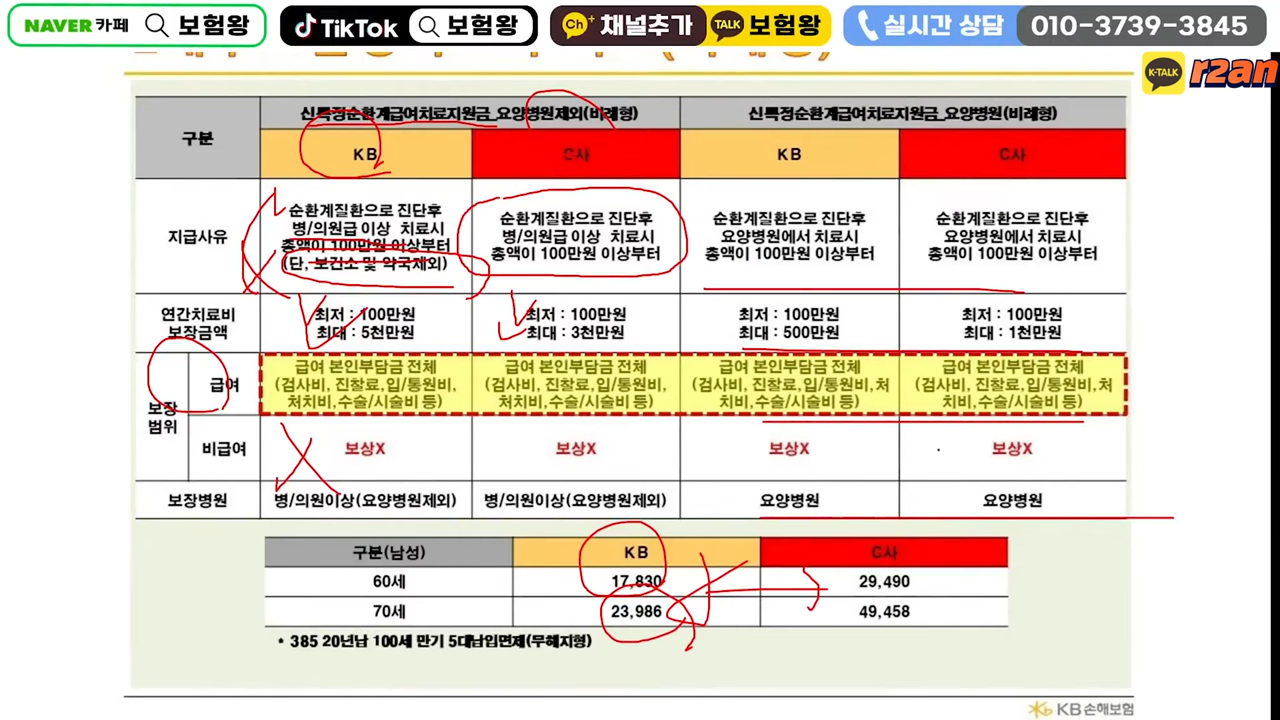 NAVER 카페 보험왕 TikTok 보험왕 Ch+ 채널추가 TALK 보험왕 실시간 상담 010-3739-3845
K-TALK r2an
구분 신특정순환계급여치료지원금_요양병원제외(비례형) 신특정순환계급여치료지원금_요양병원(비례형)
KB C사 KB C사
지급사유
순환계질환으로 진단후
병/의원급 이상 치료시
총액이 100만원 이상부터
(단, 보건소 및 약국제외)
순환계질환으로 진단후
병/의원급 이상 치료시
총액이 100만원 이상부터
순환계질환으로 진단후
요양병원에서 치료시
총액이 100만원 이상부터
순환계질환으로 진단후
요양병원에서 치료시
총액이 100만원 이상부터
연간치료비
보장금액
최저 : 100만원
최대 : 5천만원
최저 : 100만원
최대 : 3천만원
최저 : 100만원
최대 : 500만원
최저 : 100만원
최대 : 1천만원
보장
범위
급여
급여 본인부담금 전체
(검사비, 진찰료,입/통원비,
처치비,수술/시술비 등)
급여 본인부담금 전체
(검사비, 진찰료,입/통원비,
처치비,수술/시술비 등)
급여 본인부담금 전체
(검사비, 진찰료,입/통원비,처
치비,수술/시술비 등)
급여 본인부담금 전체
(검사비, 진찰료,입/통원비,처
치비,수술/시술비 등)
비급여 보상X 보상X 보상X 보상X
보장병원 병/의원이상(요양병원제외) 병/의원이상(요양병원제외) 요양병원 요양병원
구분(남성) KB C사
60세 17,830 29,490
70세 23,986 49,458
* 385 20년납 100세 만기 5대납입면제(무해지형)
KB손해보험